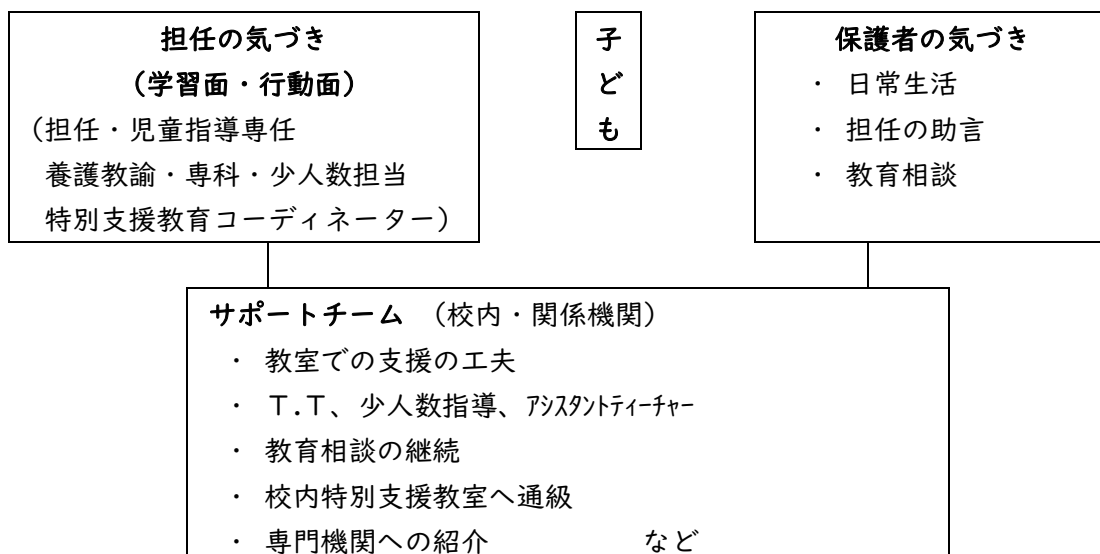 担任の気づき
(学習面・行動面)
(担任・児童指導専任
養護教諭・専科・少人数担当
特別支援教育コーディネーター)
子ども
保護者の気づき
・ 日常生活
・ 担任の助言
・ 教育相談
サポートチーム (校内・関係機関)
・ 教室での支援の工夫
・ T.T、少人数指導、ｱｼｽﾀﾝﾄﾃｨｰﾁｬｰ
・ 教育相談の継続
・ 校内特別支援教室へ通級
・ 専門機関への紹介 など